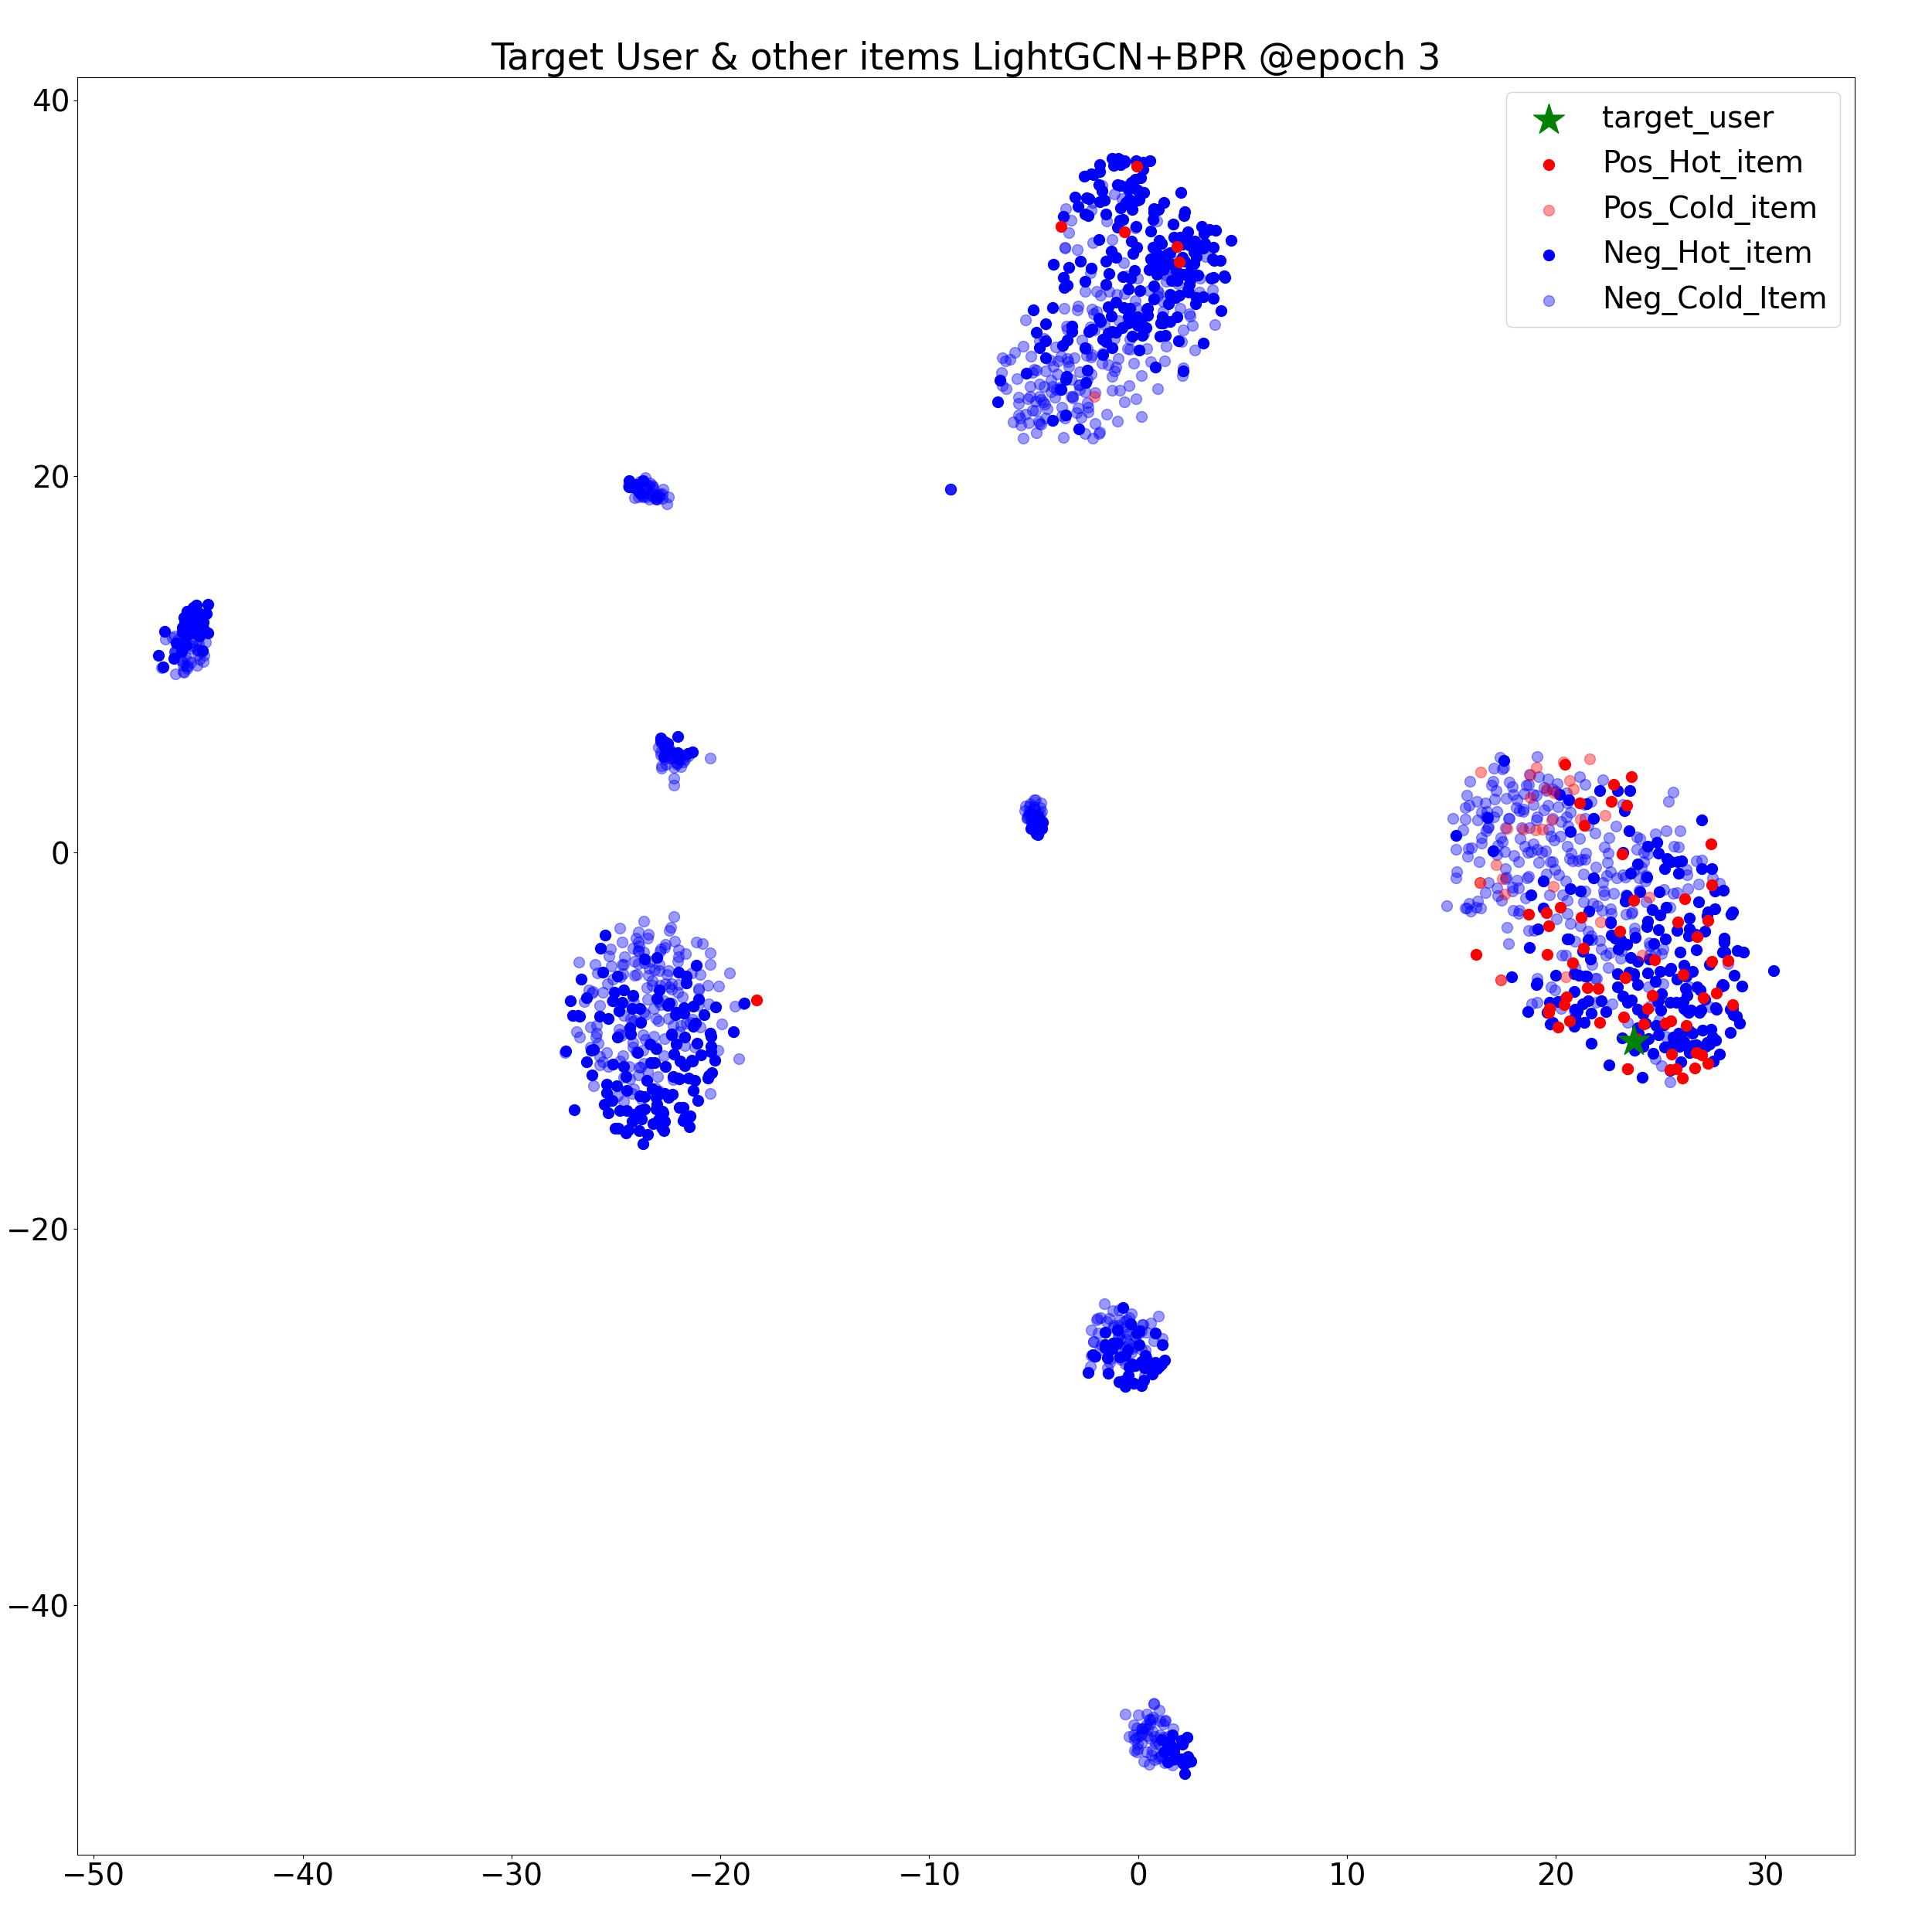 Target User & other items LightGCN+BPR @epoch 3
target_user
Pos_Hot_item
Pos_Cold_item
Neg_Hot_item
Neg_Cold_Item
40
20
0
−20
−40
−50
−40
−30
−20
−10
0
10
20
30